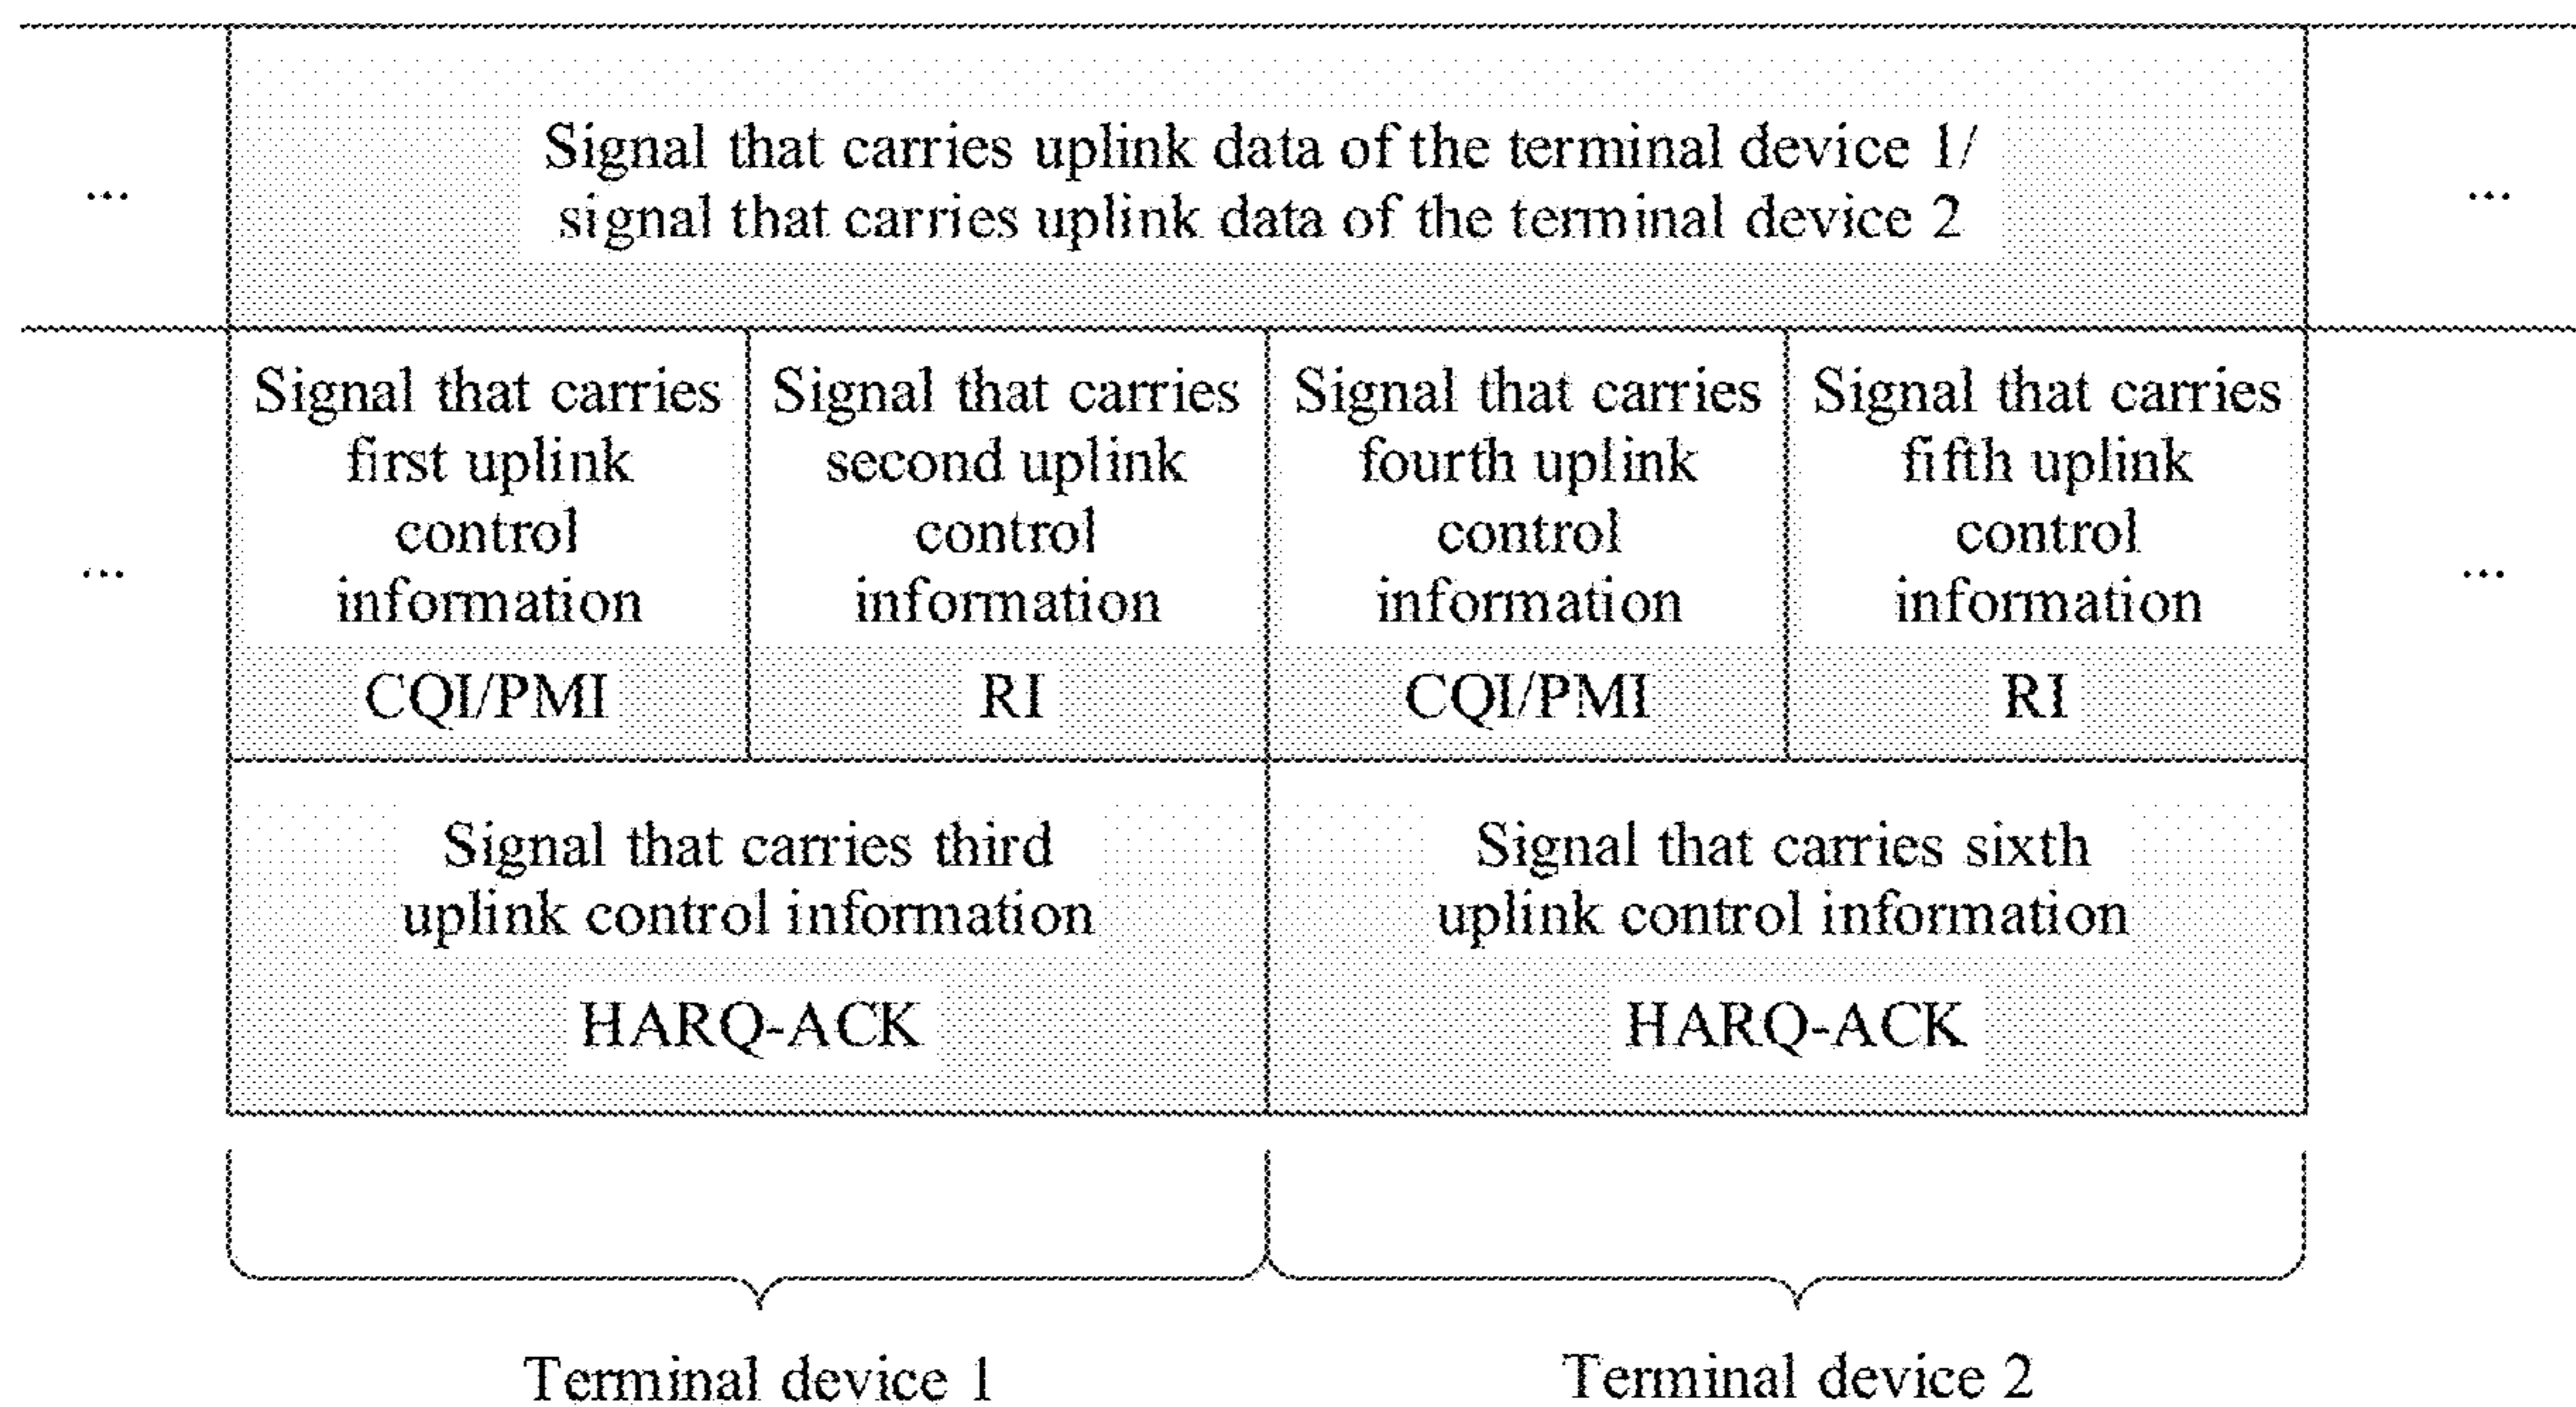 Signal that carries uplink data of the terminal device 1/
signal that carries uplink data of the terminal device 2
...
...
Signal that carries
first uplink
control
information
CQI/PMI
Signal that carries
second uplink
control
information
RI
Signal that carries
fourth uplink
control
information
CQI/PMI
Signal that carries
fifth uplink
control
information
RI
...
...
Signal that carries third
uplink control information
HARQ-ACK
Signal that carries sixth
uplink control information
HARQ-ACK
Terminal device 1
Terminal device 2